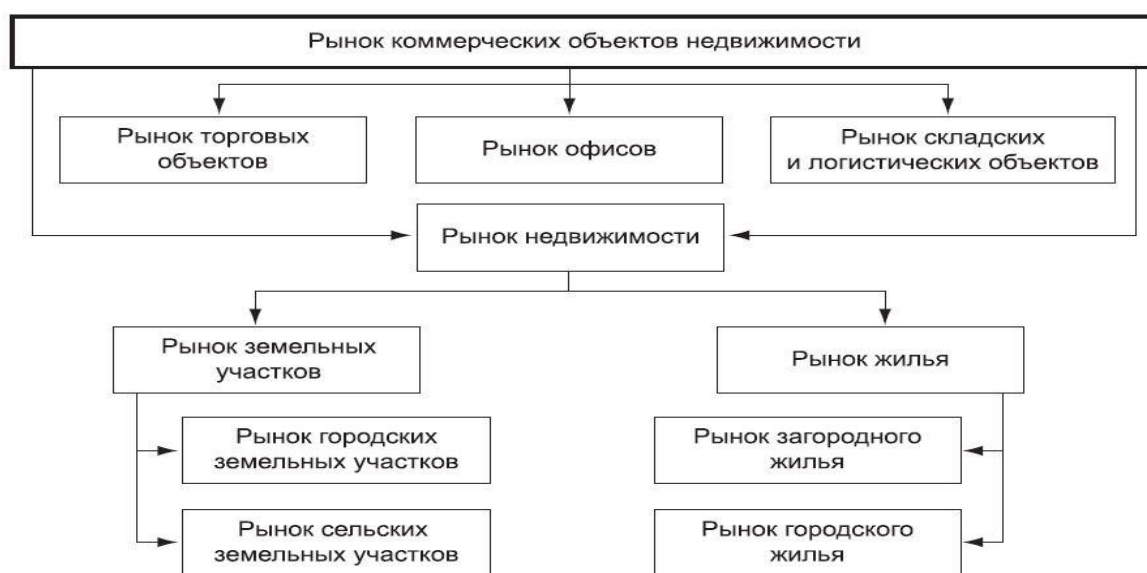 Рынок коммерческих объектов недвижимости
Рынок торговых
объектов
Рынок офисов
Рынок складских
и логистических объектов
Рынок недвижимости
Рынок земельных
участков
Рынок жилья
Рынок городских
земельных участков
Рынок загородного
жилья
Рынок сельских
земельных участков
Рынок городского
жилья